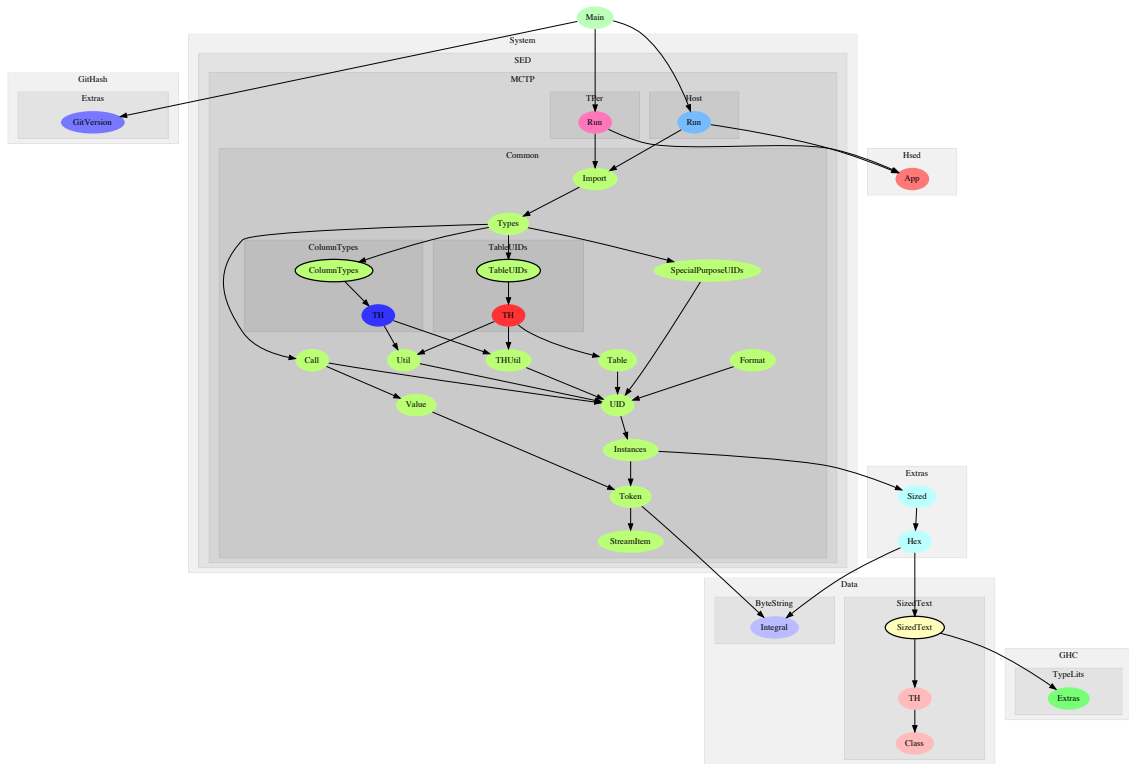 Main
System
SED
MCTP
GitHash
Extras
GitVersion
TPer
Run
Host
Run
Hsed
App
Common
Import
Types
ColumnTypes
ColumnTypes
TH
TableUIDs
TableUIDs
TH
SpecialPurposeUIDs
Call
Util
THUtil
Table
Format
Value
UID
Instances
Token
StreamItem
Extras
Sized
Hex
Data
ByteString
Integral
SizedText
SizedText
TH
Class
GHC
TypeLits
Extras